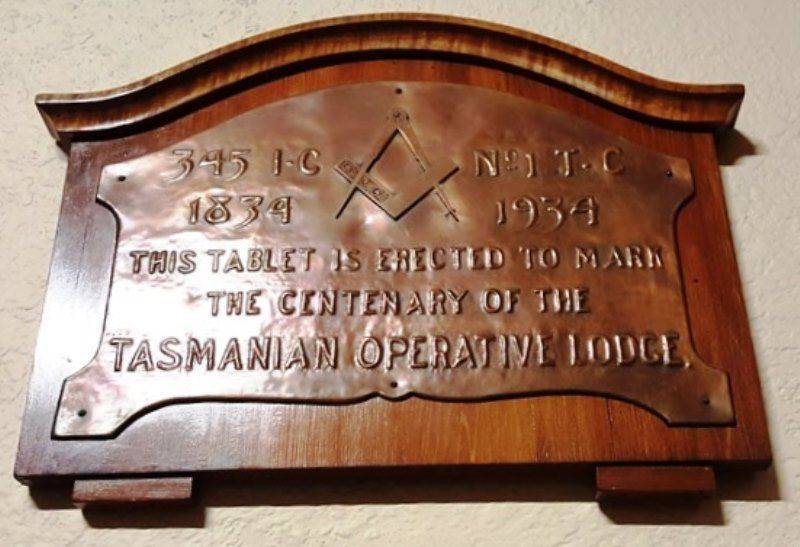 345 I·C Nº1 T·C
1834 1934
THIS TABLET IS ERECTED TO MARK
THE CENTENARY OF THE
TASMANIAN OPERATIVE LODGE.